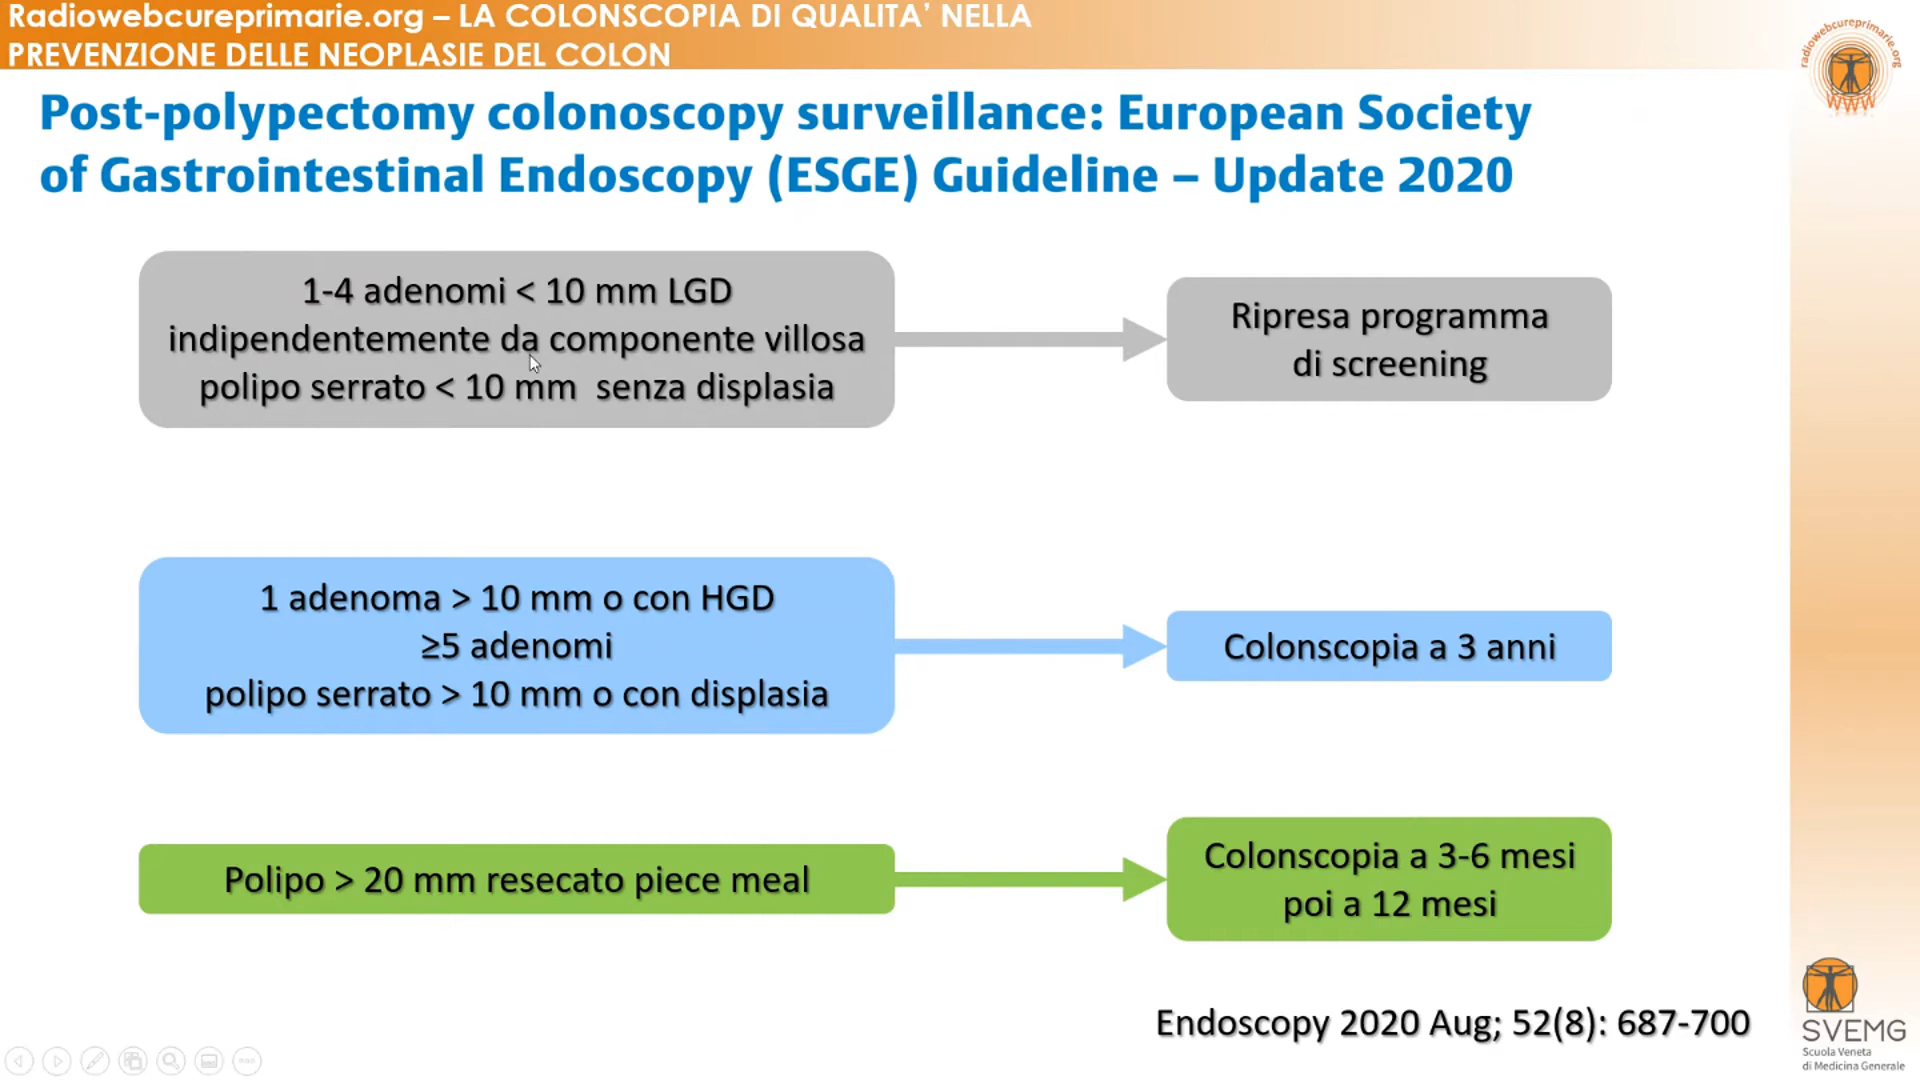 Radiowebcureprimarie.org – LA COLONSCOPIA DI QUALITA’ NELLA
PREVENZIONE DELLE NEOPLASIE DEL COLON
radiowebcureprimarie.org
WWW
Post-polypectomy colonoscopy surveillance: European Society
of Gastrointestinal Endoscopy (ESGE) Guideline – Update 2020
1-4 adenomi < 10 mm LGD
indipendentemente da componente villosa
polipo serrato < 10 mm senza displasia
Ripresa programma
di screening
1 adenoma > 10 mm o con HGD
≥5 adenomi
polipo serrato > 10 mm o con displasia
Colonscopia a 3 anni
Polipo > 20 mm resecato piece meal
Colonscopia a 3-6 mesi
poi a 12 mesi
Endoscopy 2020 Aug; 52(8): 687-700
SVEMG
Scuola Veneta
di Medicina Generale